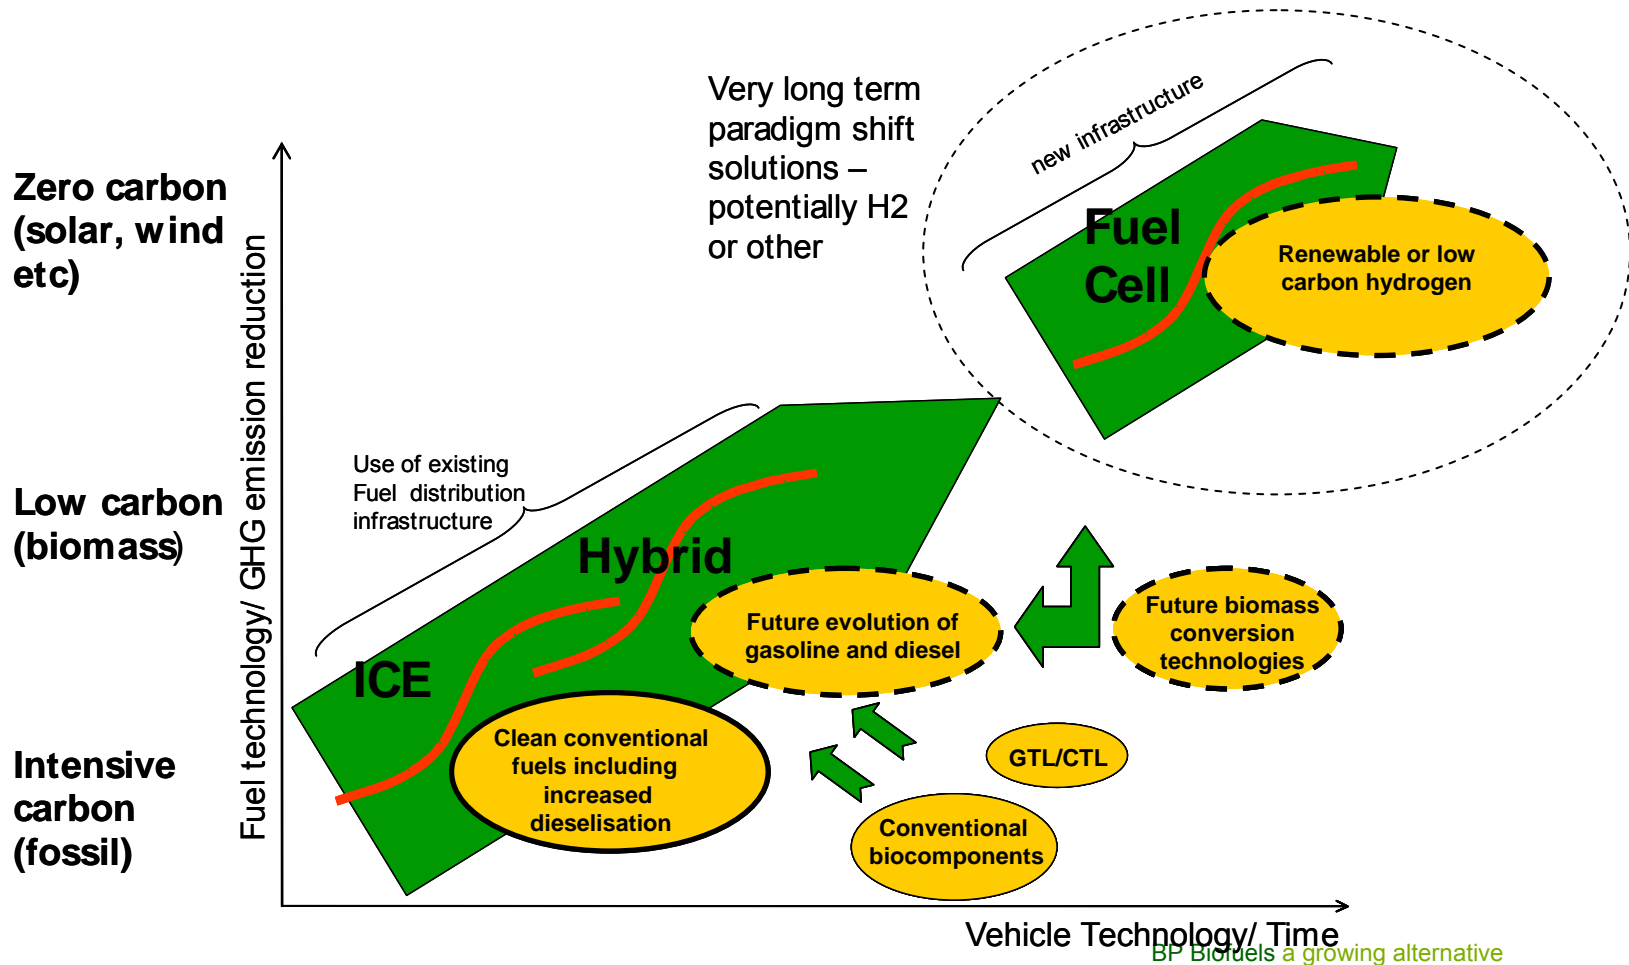 Very long term
paradigm shift
solutions –
potentially H2
or other
new infrastructure
Zero carbon
(solar, wind
etc)
Fuel
Cell
Renewable or low
carbon hydrogen
Fuel technology/ GHG emission reduction
Use of existing
Fuel distribution
infrastructure
Low carbon
(biomass)
Hybrid
Future evolution of
gasoline and diesel
Future biomass
conversion
technologies
ICE
Clean conventional
fuels including
increased
dieselisation
GTL/CTL
Intensive
carbon
(fossil)
Conventional
biocomponents
Vehicle Technology/ Time
BP Biofuels a growing alternative